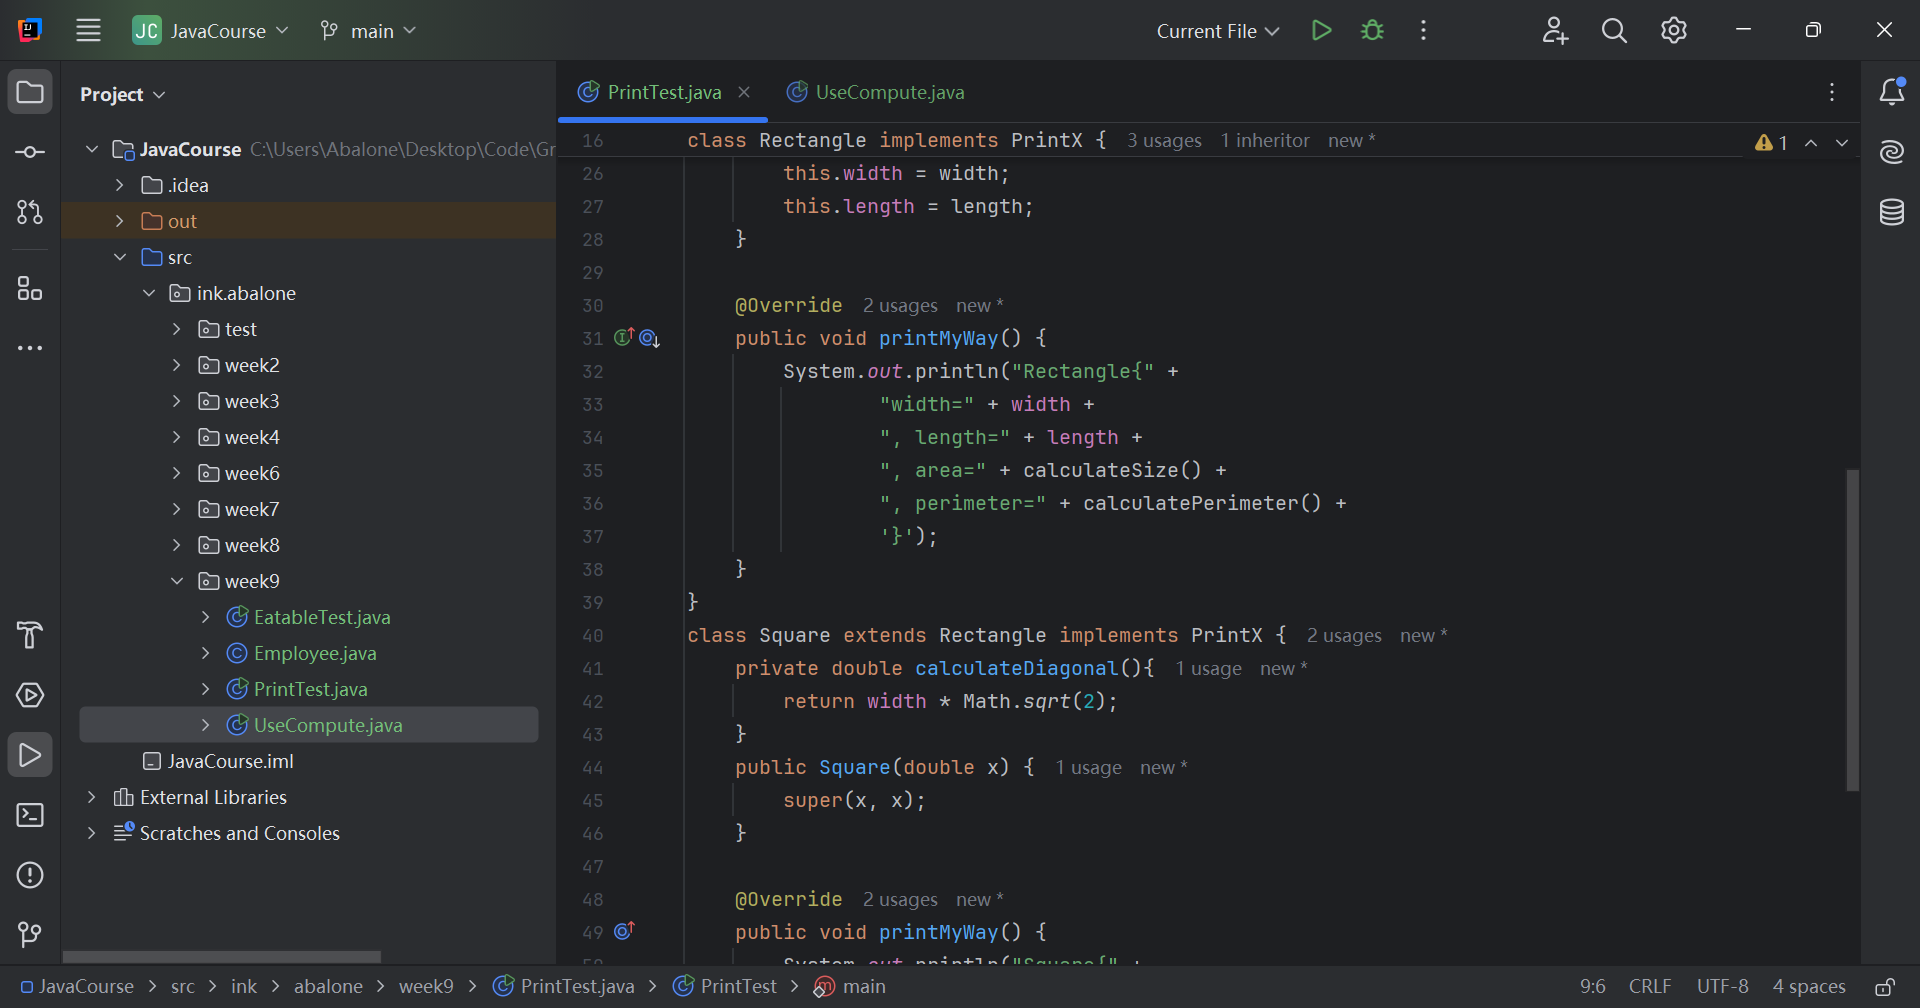 JC JavaCourse main Current File
Project
JavaCourse C:\Users\Abalone\Desktop\Code\Gr
.idea
out
src
ink.abalone
test
week2
week3
week4
week6
week7
week8
week9
EatableTest.java
Employee.java
PrintTest.java
UseCompute.java
JavaCourse.iml
External Libraries
Scratches and Consoles
PrintTest.java UseCompute.java
16 class Rectangle implements PrintX { 3 usages 1 inheritor new *
1
26 this.width = width;
27 this.length = length;
28 }
29
30 @Override 2 usages new *
31 public void printMyWay() {
32 System.out.println("Rectangle{" +
33 "width=" + width +
34 ", length=" + length +
35 ", area=" + calculateSize() +
36 ", perimeter=" + calculatePerimeter() +
37 '}');
38 }
39 }
40 class Square extends Rectangle implements PrintX { 2 usages new *
41 private double calculateDiagonal(){ 1 usage new *
42 return width * Math.sqrt(2);
43 }
44 public Square(double x) { 1 usage new *
45 super(x, x);
46 }
47
48 @Override 2 usages new *
49 public void printMyWay() {
50 System.out.println("Square{" +
JavaCourse > src > ink > abalone > week9 > PrintTest.java > PrintTest > main
9:6 CRLF UTF-8 4 spaces